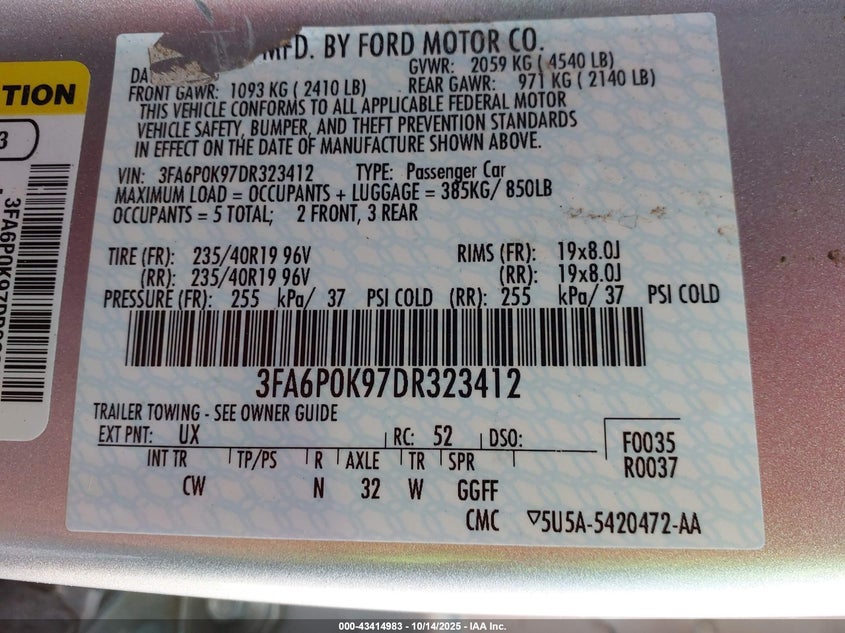 TION
3
3FA6P0K97DR
MFD. BY FORD MOTOR CO.
DA
GVWR: 2059 KG ( 4540 LB)
FRONT GAWR: 1093 KG ( 2410 LB)
REAR GAWR: 971 KG ( 2140 LB)
THIS VEHICLE CONFORMS TO ALL APPLICABLE FEDERAL MOTOR
VEHICLE SAFETY, BUMPER, AND THEFT PREVENTION STANDARDS
IN EFFECT ON THE DATE OF MANUFACTURE SHOWN ABOVE.
VIN: 3FA6P0K97DR323412 TYPE: Passenger Car
MAXIMUM LOAD = OCCUPANTS + LUGGAGE = 385KG/ 850LB
OCCUPANTS = 5 TOTAL; 2 FRONT, 3 REAR
TIRE (FR): 235/40R19 96V RIMS (FR): 19x8.0J
(RR): 235/40R19 96V (RR): 19x8.0J
PRESSURE (FR): 255 kPa/ 37 PSI COLD (RR): 255 kPa/ 37 PSI COLD
3FA6P0K97DR323412
TRAILER TOWING - SEE OWNER GUIDE
EXT PNT: UX RC: 52 DSO:
F0035
R0037
INT TR TP/PS R AXLE TR SPR
CW N 32 W GGFF
CMC ▽5U5A-5420472-AA
000-43414983 - 10/14/2025 - IAA Inc.